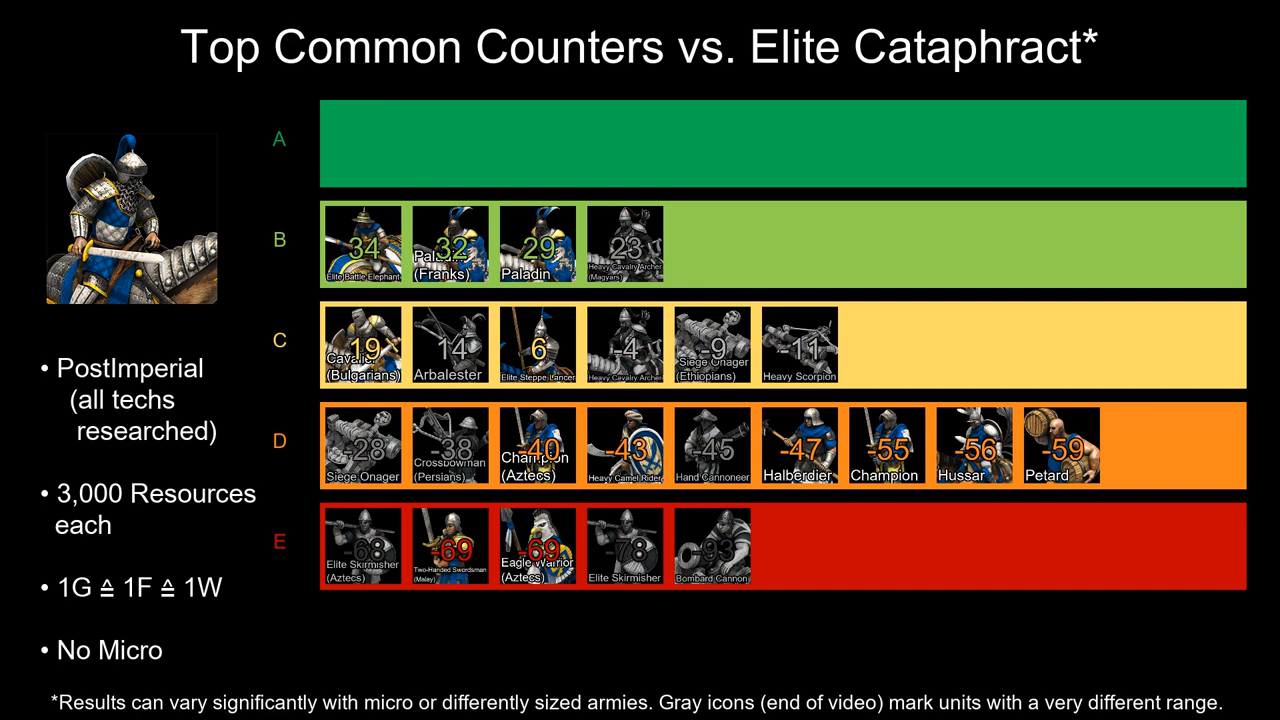 Top Common Counters vs. Elite Cataphract*
A
B
34
Elite Battle Elephant
32
Paladin
(Franks)
29
Paladin
23
Heavy Cavalry Archer
(Magyars)
C
19
Cavalier
(Bulgarians)
14
Arbalester
6
Elite Steppe Lancer
-4
Heavy Cavalry Archer
-9
Siege Onager
(Ethiopians)
-11
Heavy Scorpion
D
-28
Siege Onager
-38
Crossbowman
(Persians)
-40
Champion
(Aztecs)
-43
Heavy Camel Rider
-45
Hand Cannoneer
-47
Halberdier
-55
Champion
-56
Hussar
-59
Petard
E
-68
Elite Skirmisher
(Aztecs)
-69
Two-Handed Swordsman
(Malay)
-69
Eagle Warrior
(Aztecs)
-78
Elite Skirmisher
-93
Bombard Cannon
• PostImperial
(all techs
researched)
• 3,000 Resources
each
• 1G ≙ 1F ≙ 1W
• No Micro
*Results can vary significantly with micro or differently sized armies. Gray icons (end of video) mark units with a very different range.